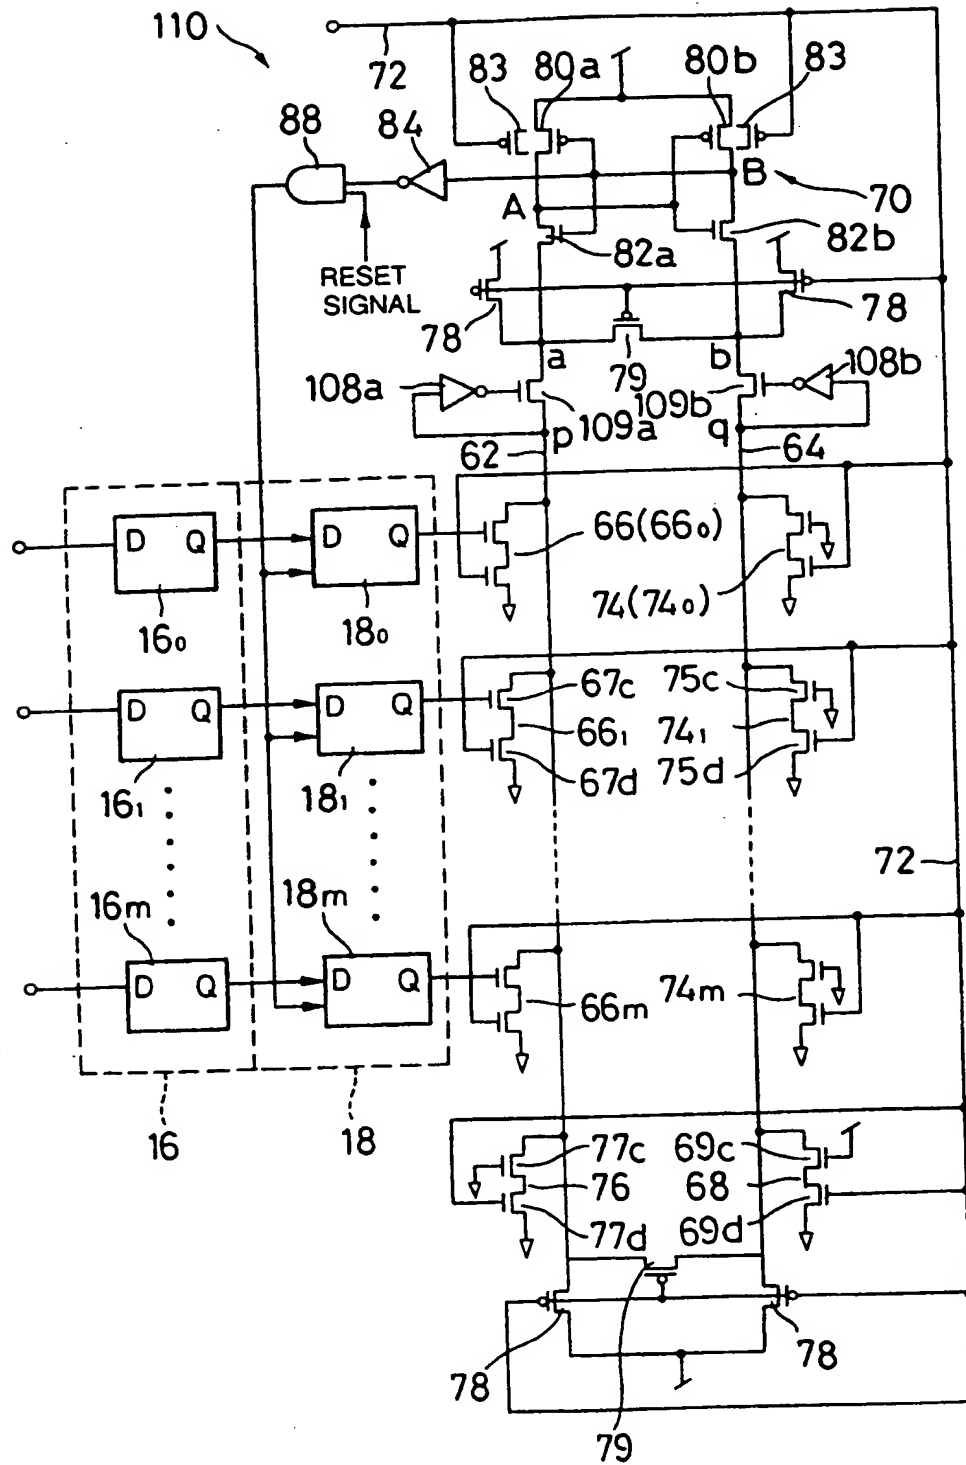 110
72
83
80a
80b
83
88
84
B
70
A
82a
82b
RESET
SIGNAL
78
78
a
79
b
108b
108a
109b
109a
p
q
62
64
D Q
D Q
66(66₀)
16₀
18₀
74(74₀)
D Q
D Q
67c
75c
66₁
74₁
67d
75d
16₁
18₁
72
16m
18m
D Q
D Q
66m
74m
16
18
77c
69c
76
68
77d
69d
78
78
79